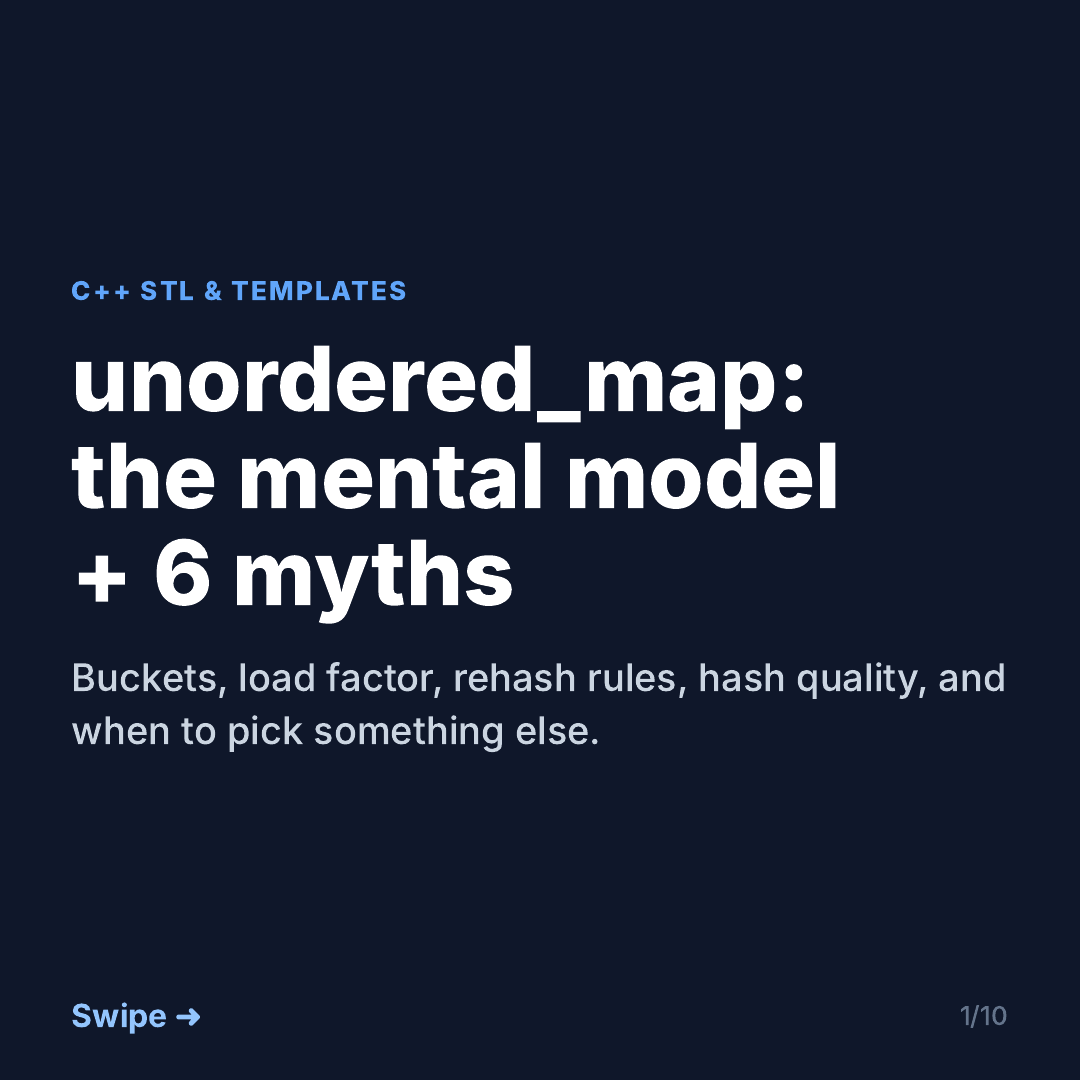 C++ STL & TEMPLATES
unordered_map:
the mental model
+ 6 myths
Buckets, load factor, rehash rules, hash quality, and
when to pick something else.
Swipe ➜
1/10